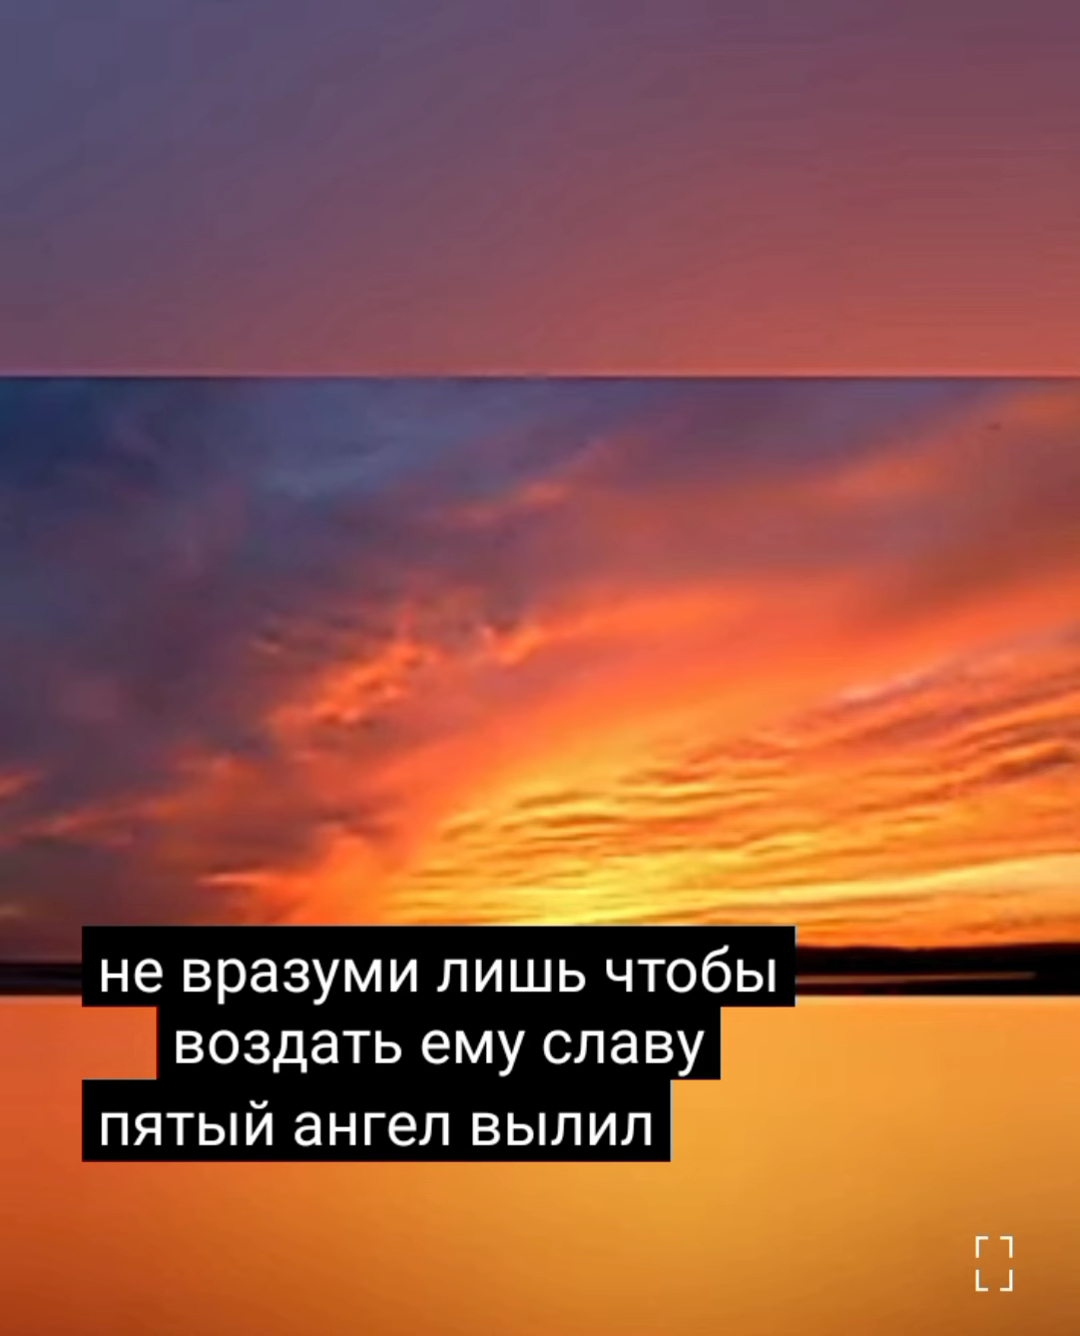 не вразуми лишь чтобы
воздать ему славу
пятый ангел вылил